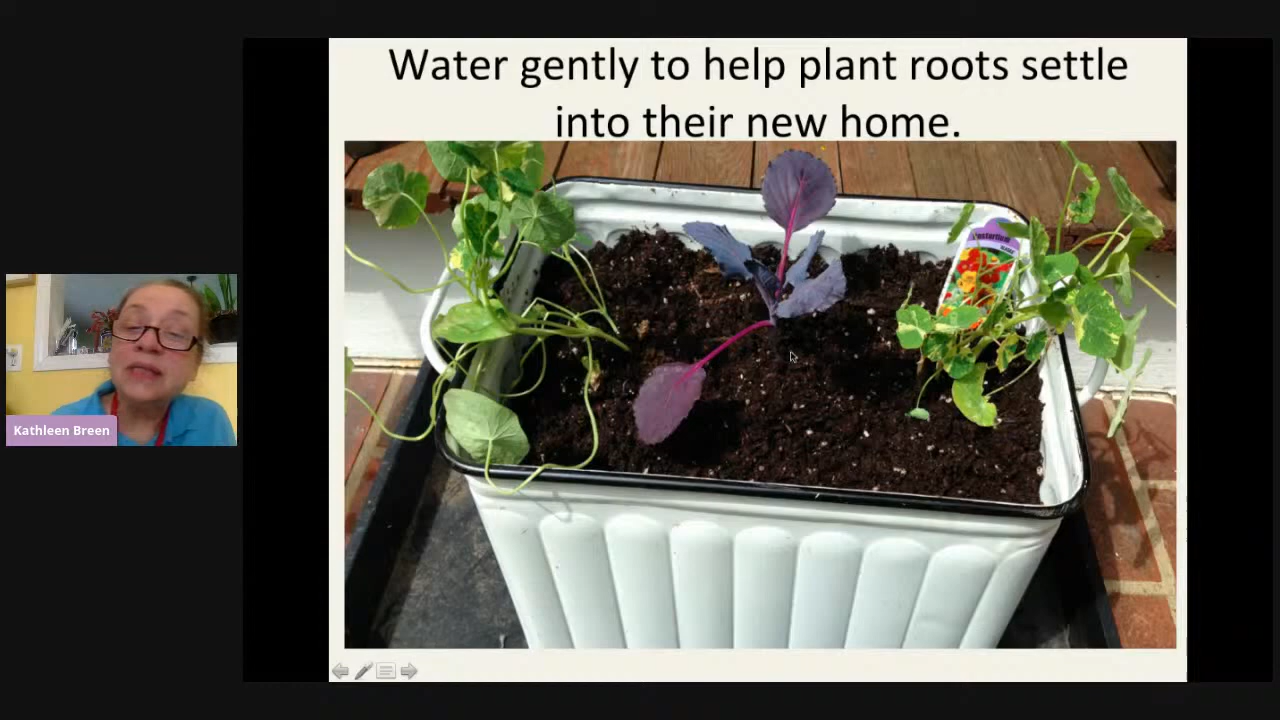 Water gently to help plant roots settle
into their new home.
Nasturtium
Kathleen Breen